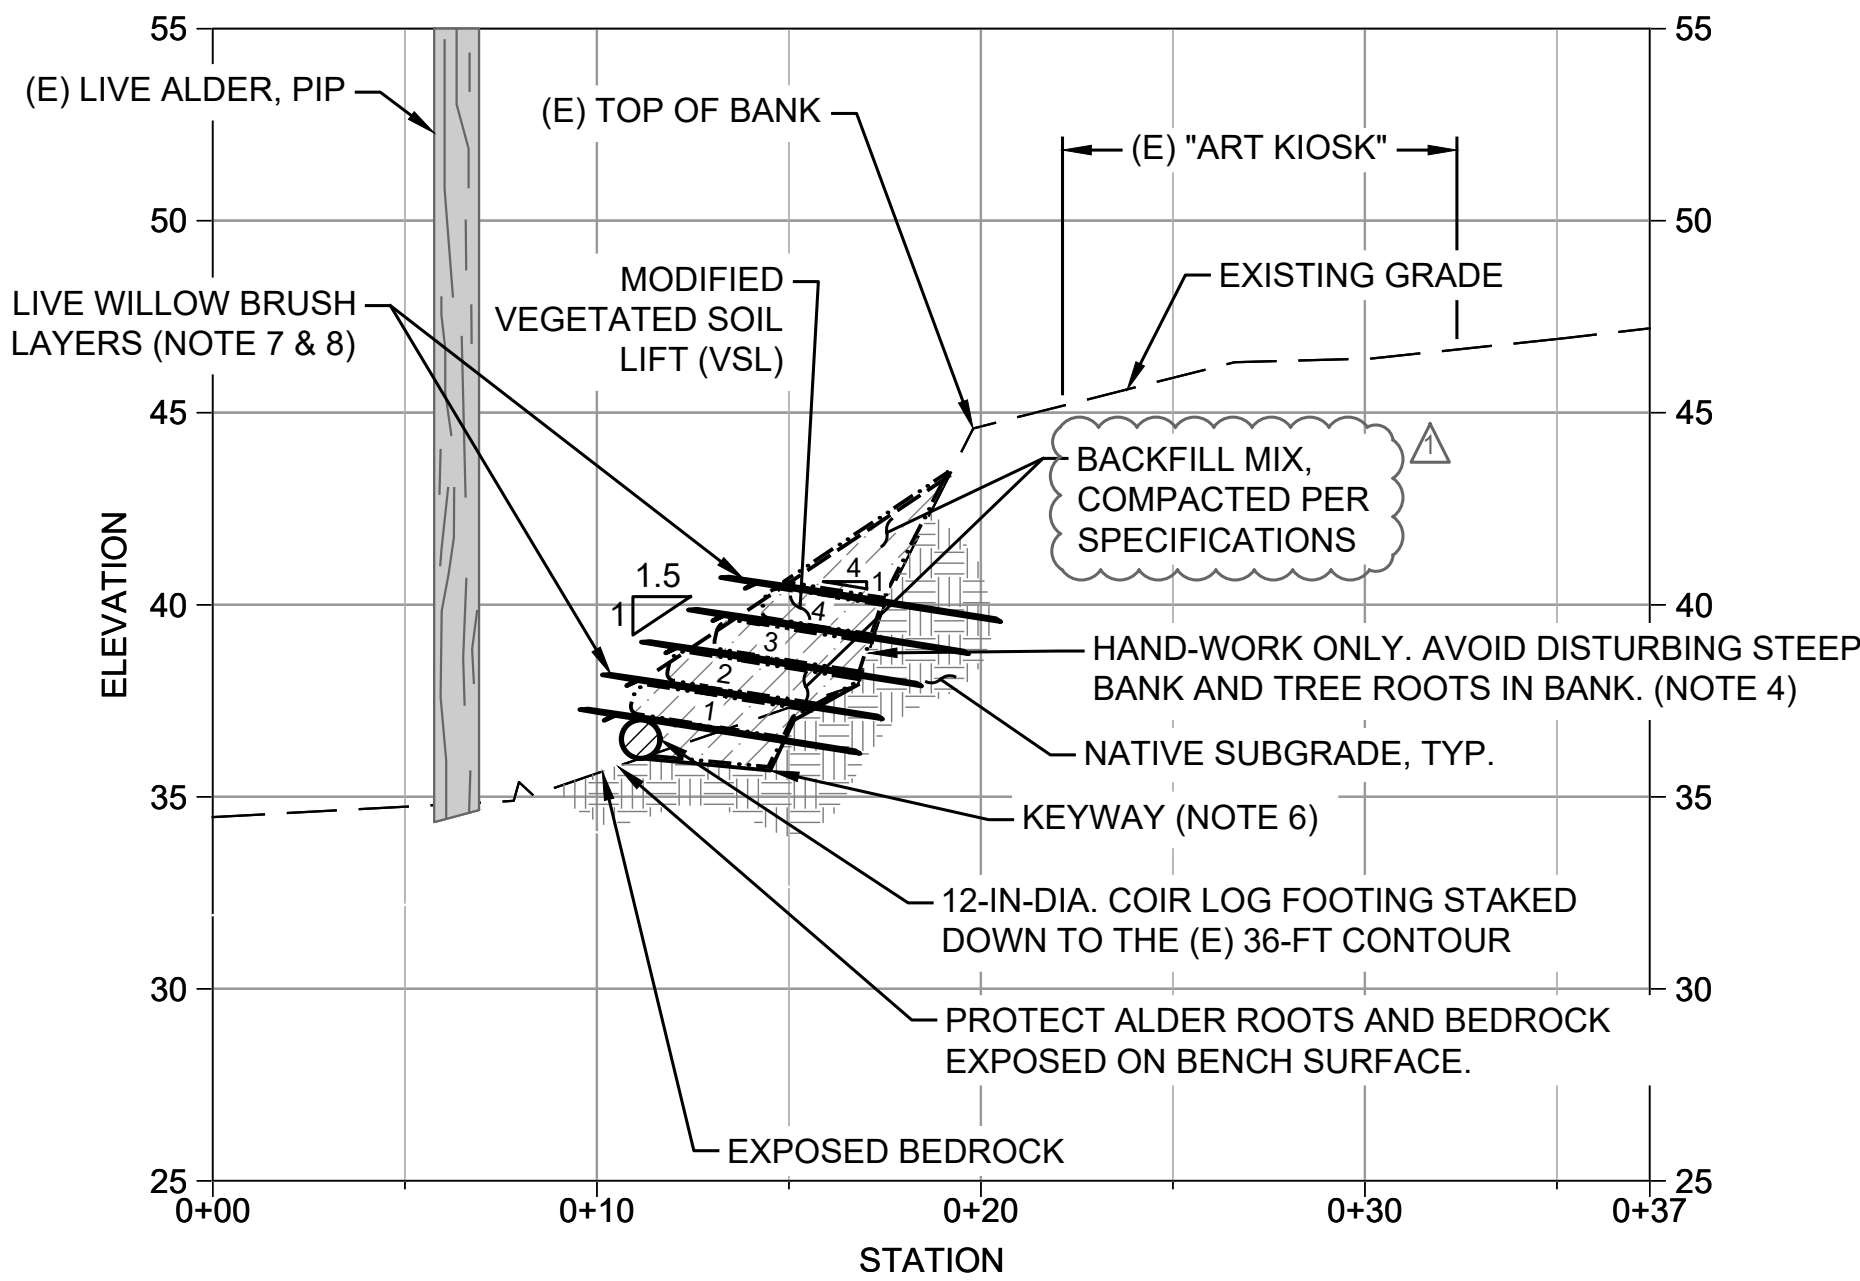 55
55
(E) LIVE ALDER, PIP
(E) TOP OF BANK
(E) "ART KIOSK"
50
50
MODIFIED
VEGETATED SOIL
LIFT (VSL)
EXISTING GRADE
LIVE WILLOW BRUSH
LAYERS (NOTE 7 & 8)
45
45
BACKFILL MIX,
COMPACTED PER
SPECIFICATIONS
1
ELEVATION
1.5
1
4
1
40
40
4
3
2
1
HAND-WORK ONLY. AVOID DISTURBING STEEP
BANK AND TREE ROOTS IN BANK. (NOTE 4)
NATIVE SUBGRADE, TYP.
35
35
KEYWAY (NOTE 6)
12-IN-DIA. COIR LOG FOOTING STAKED
DOWN TO THE (E) 36-FT CONTOUR
30
30
PROTECT ALDER ROOTS AND BEDROCK
EXPOSED ON BENCH SURFACE.
EXPOSED BEDROCK
25
25
0+00
0+10
0+20
0+30
0+37
STATION